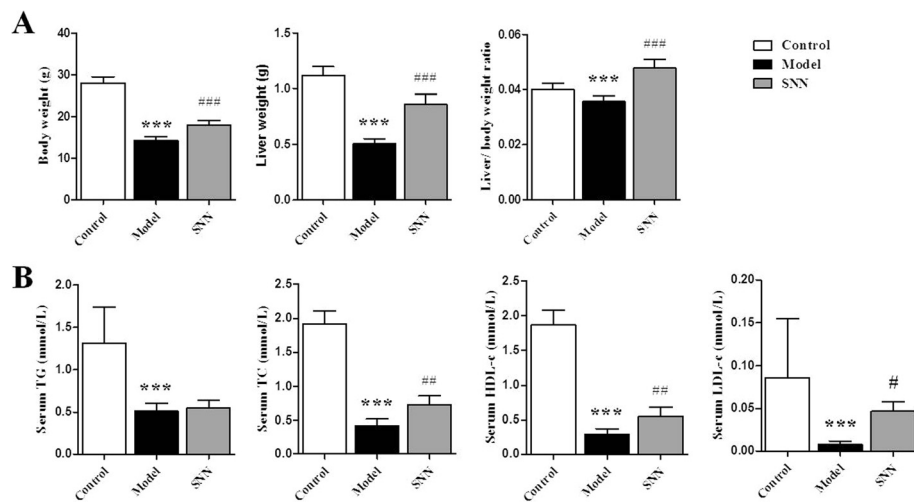 A
Body weight (g)
40
30
20
10
0
***
###
Control
Model
SNN
Liver weight (g)
1.5
1.0
0.5
0.0
***
###
Control
Model
SNN
Liver/ body weight ratio
0.06
0.04
0.02
0.00
***
###
Control
Model
SNN
Control
Model
SNN
B
Serum TG (mmol/L)
2.0
1.5
1.0
0.5
0.0
***
Control
Model
SNN
Serum TC (mmol/L)
2.5
2.0
1.5
1.0
0.5
0.0
***
##
Control
Model
SNN
Serum HDL-c (mmol/L)
2.5
2.0
1.5
1.0
0.5
0.0
***
##
Control
Model
SNN
Serum LDL-c (mmol/L)
0.20
0.15
0.10
0.05
0.00
***
#
Control
Model
SNN